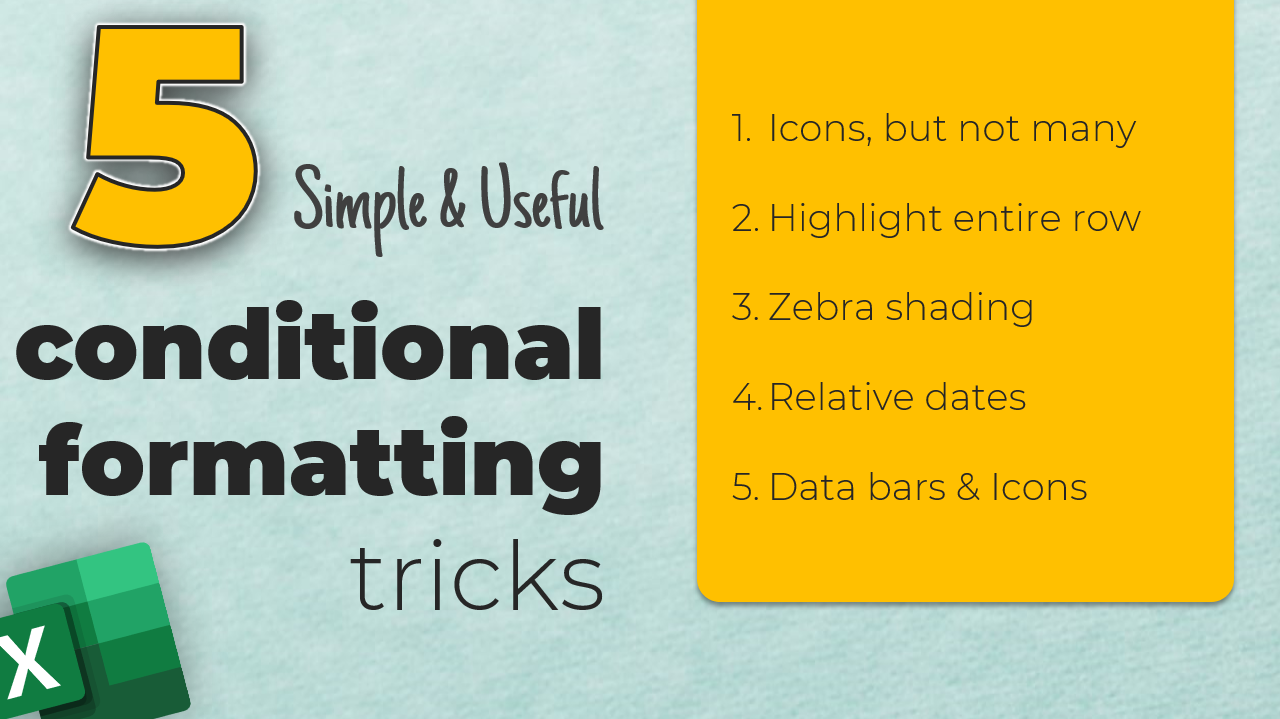 5
Simple & Useful
conditional
formatting
tricks
X
1. Icons, but not many
2. Highlight entire row
3. Zebra shading
4. Relative dates
5. Data bars & Icons